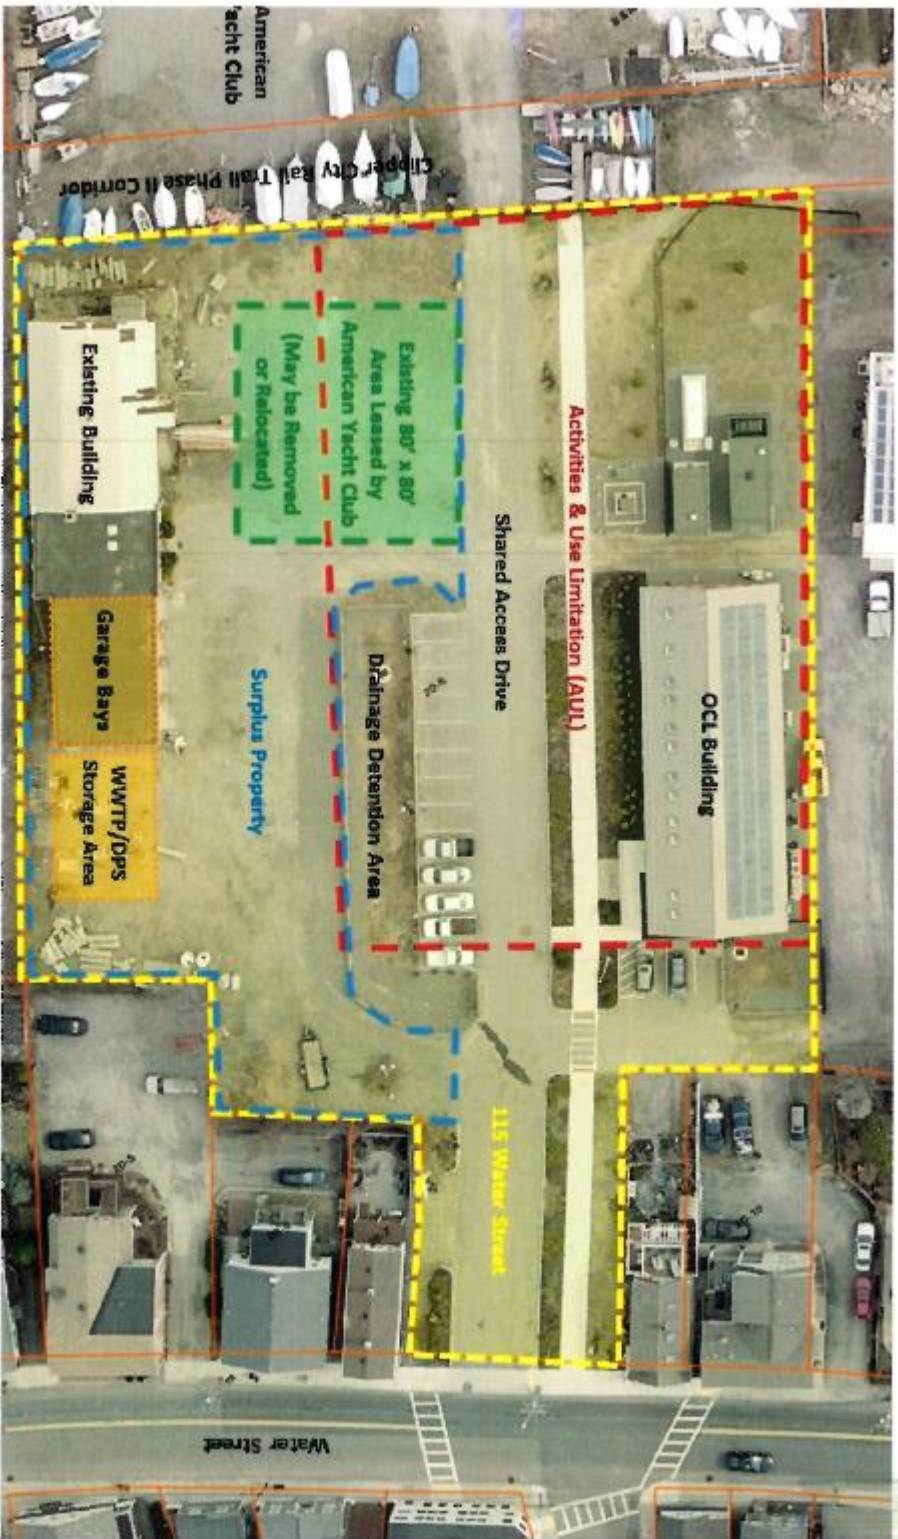 American
Yacht Club
Clipper City Rail Trail Phase II Corridor
Existing 80' x 80'
Area Leased by
American Yacht Club
(May be Removed
or Relocated)
Existing Building
Garage Bays
WWTP/DPS
Storage Area
Surplus Property
Drainage Detention Area
Shared Access Drive
Activities & Use Limitation (AUL)
OCL Building
115 Water Street
Water Street